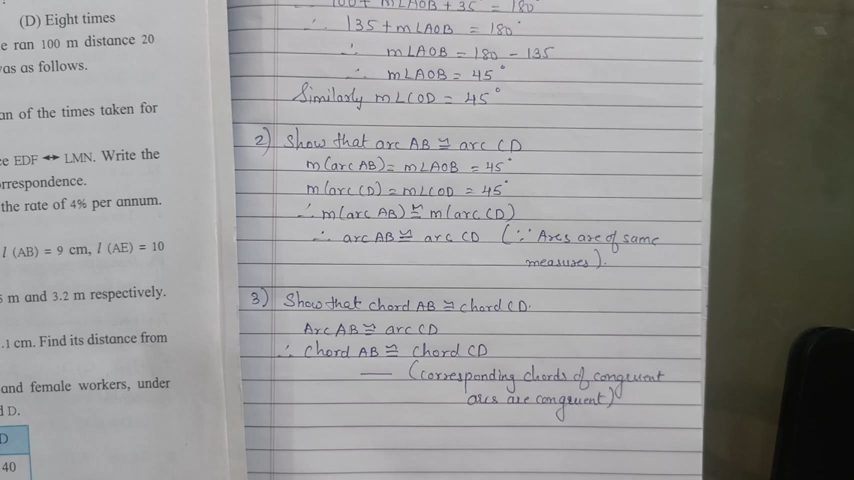 (D) Eight times
e ran 100 m distance 20
vas as follows.
an of the times taken for
e EDF ↔ LMN. Write the
rrespondence.
the rate of 4% per annum.
l (AB) = 9 cm, l (AE) = 10
m and 3.2 m respectively.
.1 cm. Find its distance from
and female workers, under
d D.
D
40
100 + m∠AOB + 35 = 180°
∴ 135 + m∠AOB = 180°
∴ m∠AOB = 180 - 135
∴ m∠AOB = 45°
Similarly m∠COD = 45°
2) Show that arc AB ≅ arc CD
m(arc AB) = m∠AOB = 45°
m(arc CD) = m∠COD = 45°
∴ m(arc AB) ≅ m(arc CD)
∴ arc AB ≅ arc CD (∵ Arcs are of same
measures).
3) Show that chord AB ≅ chord CD.
Arc AB ≅ arc CD
∴ Chord AB ≅ Chord CD
— (corresponding chords of congruent
arcs are congruent)